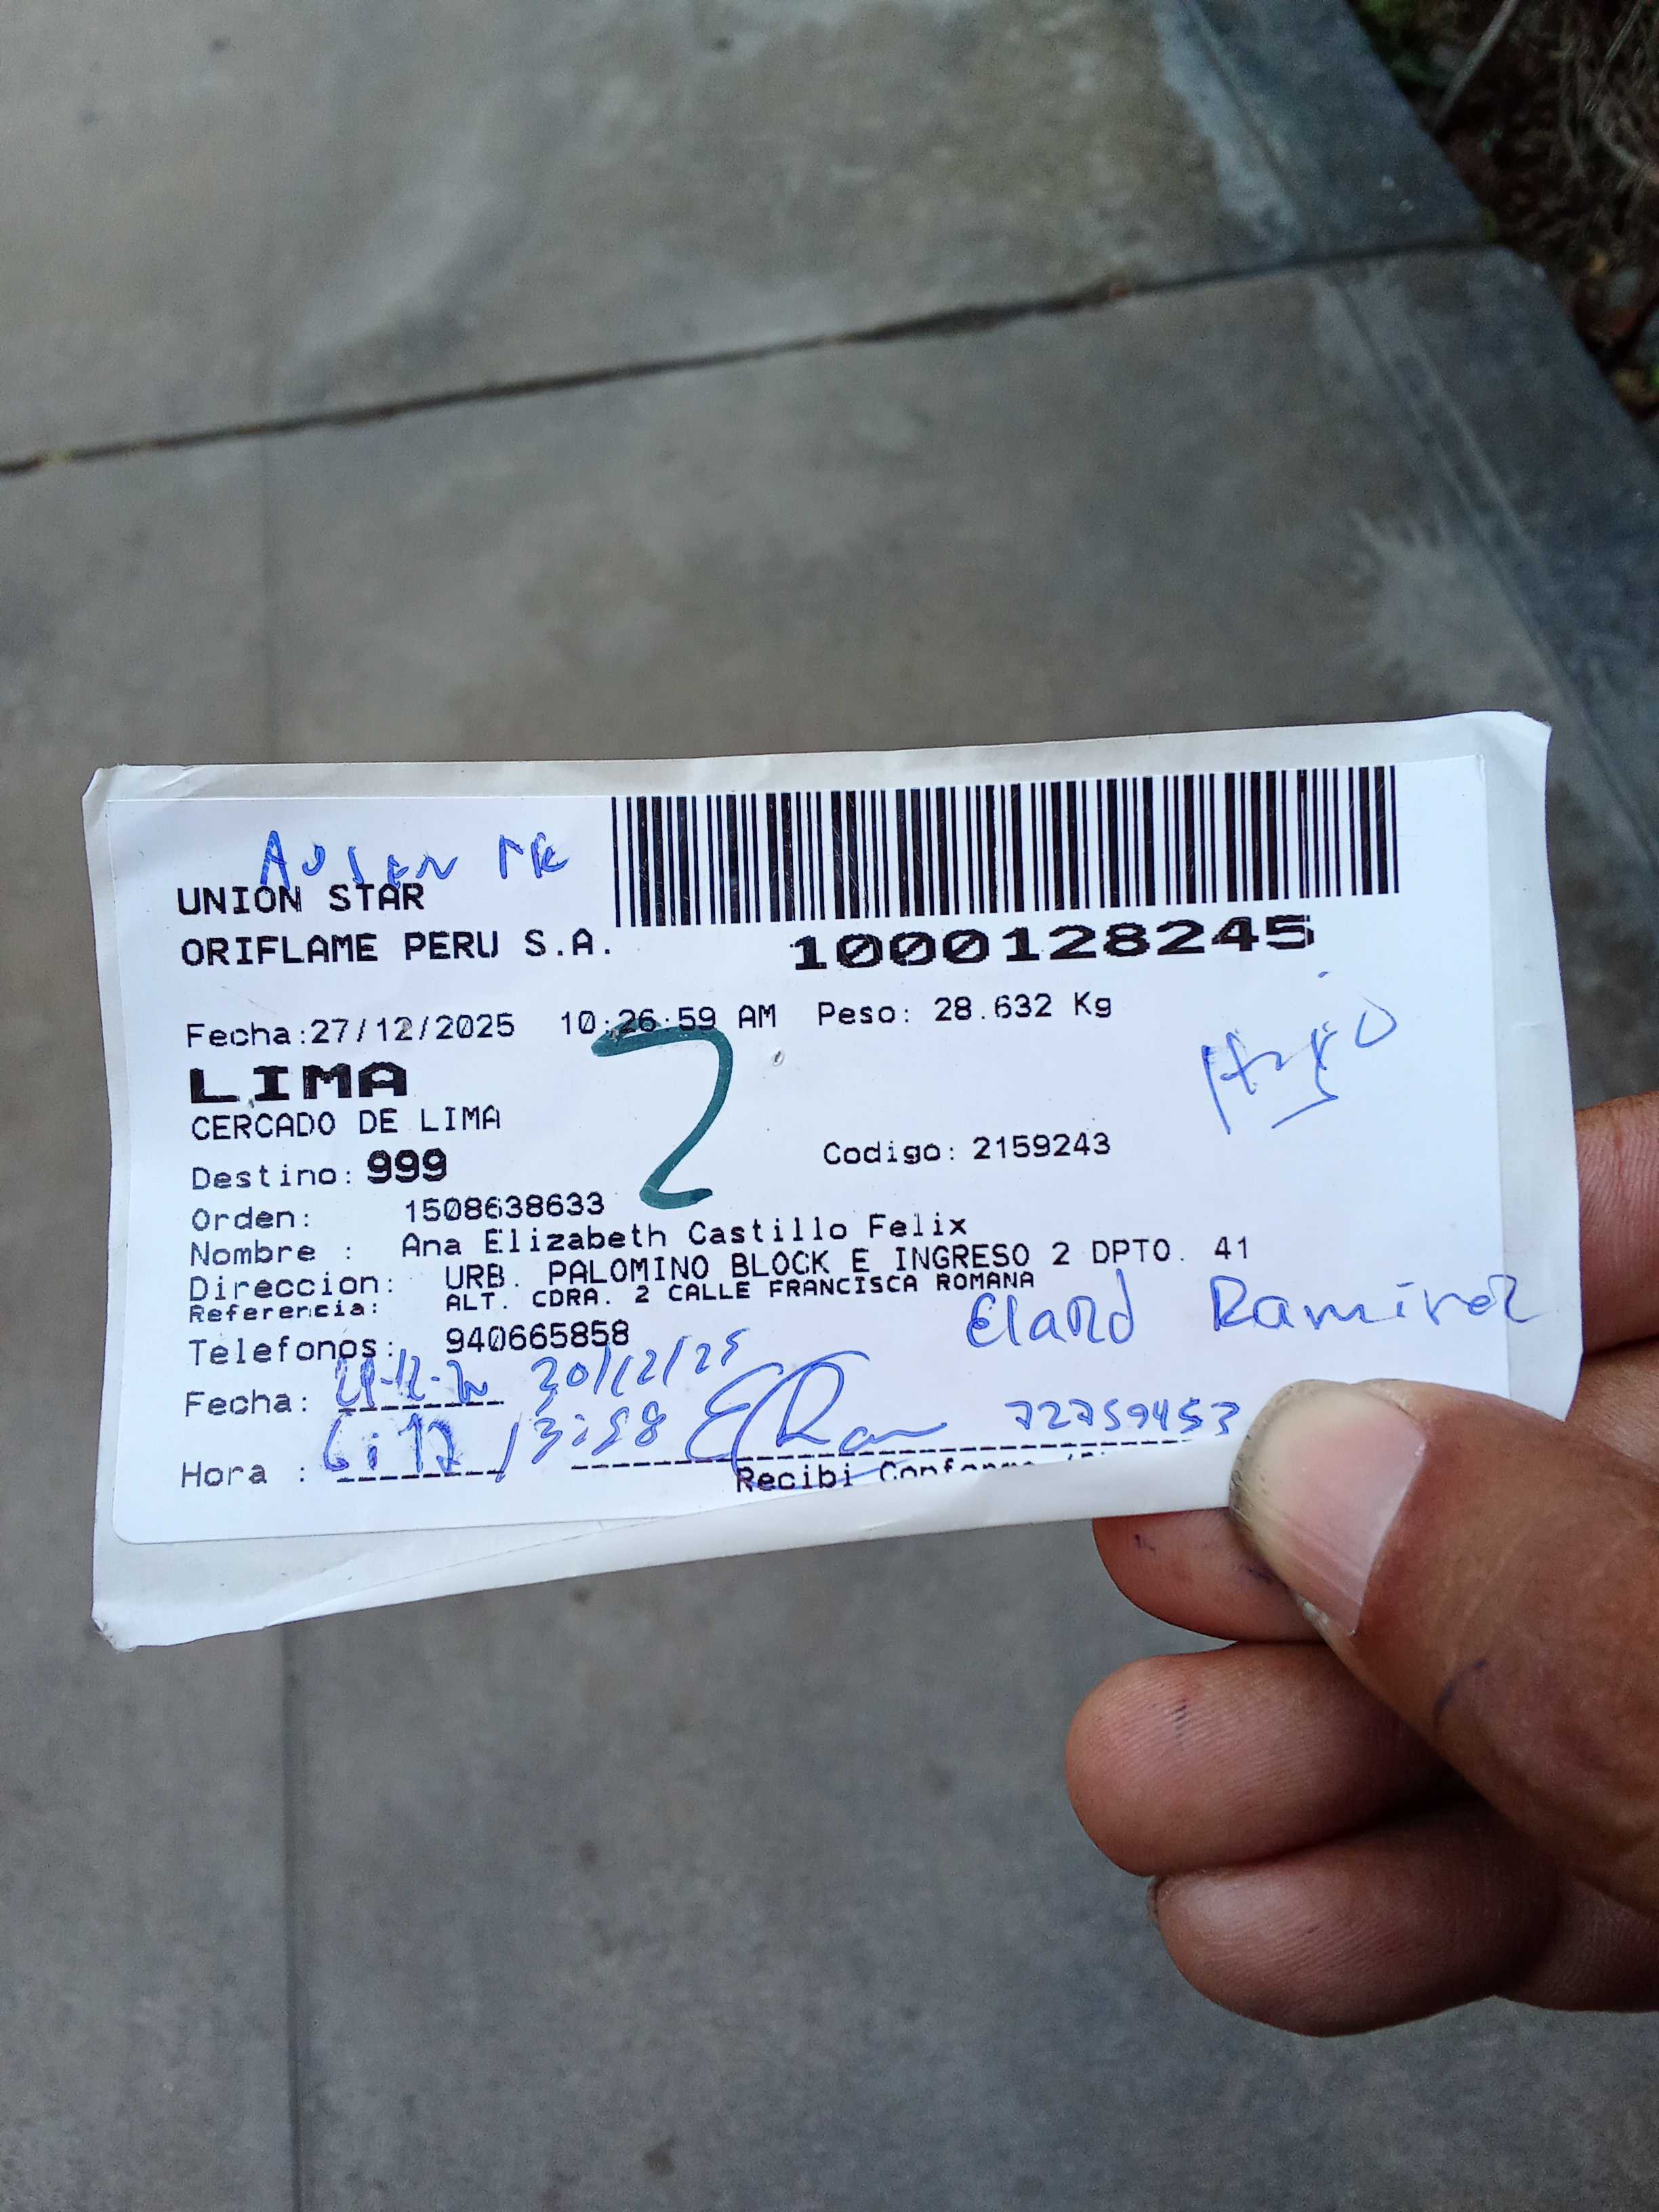 AUSENTE
UNION STAR
ORIFLAME PERU S.A.
1000128245
Fecha:27/12/2025 10:26:59 AM Peso: 28.632 Kg
LIMA
2
CERCADO DE LIMA
Destino: 999
Codigo: 2159243
Orden: 1508638633
Nombre : Ana Elizabeth Castillo Felix
Direccion: URB. PALOMINO BLOCK E INGRESO 2 DPTO. 41
Referencia: ALT. CDRA. 2 CALLE FRANCISCA ROMANA
Telefonos: 940665858
Elard Ramirez
Fecha: 30/12/25
Hora : 6:17 / 3:58
72759453
Recibi Conforme